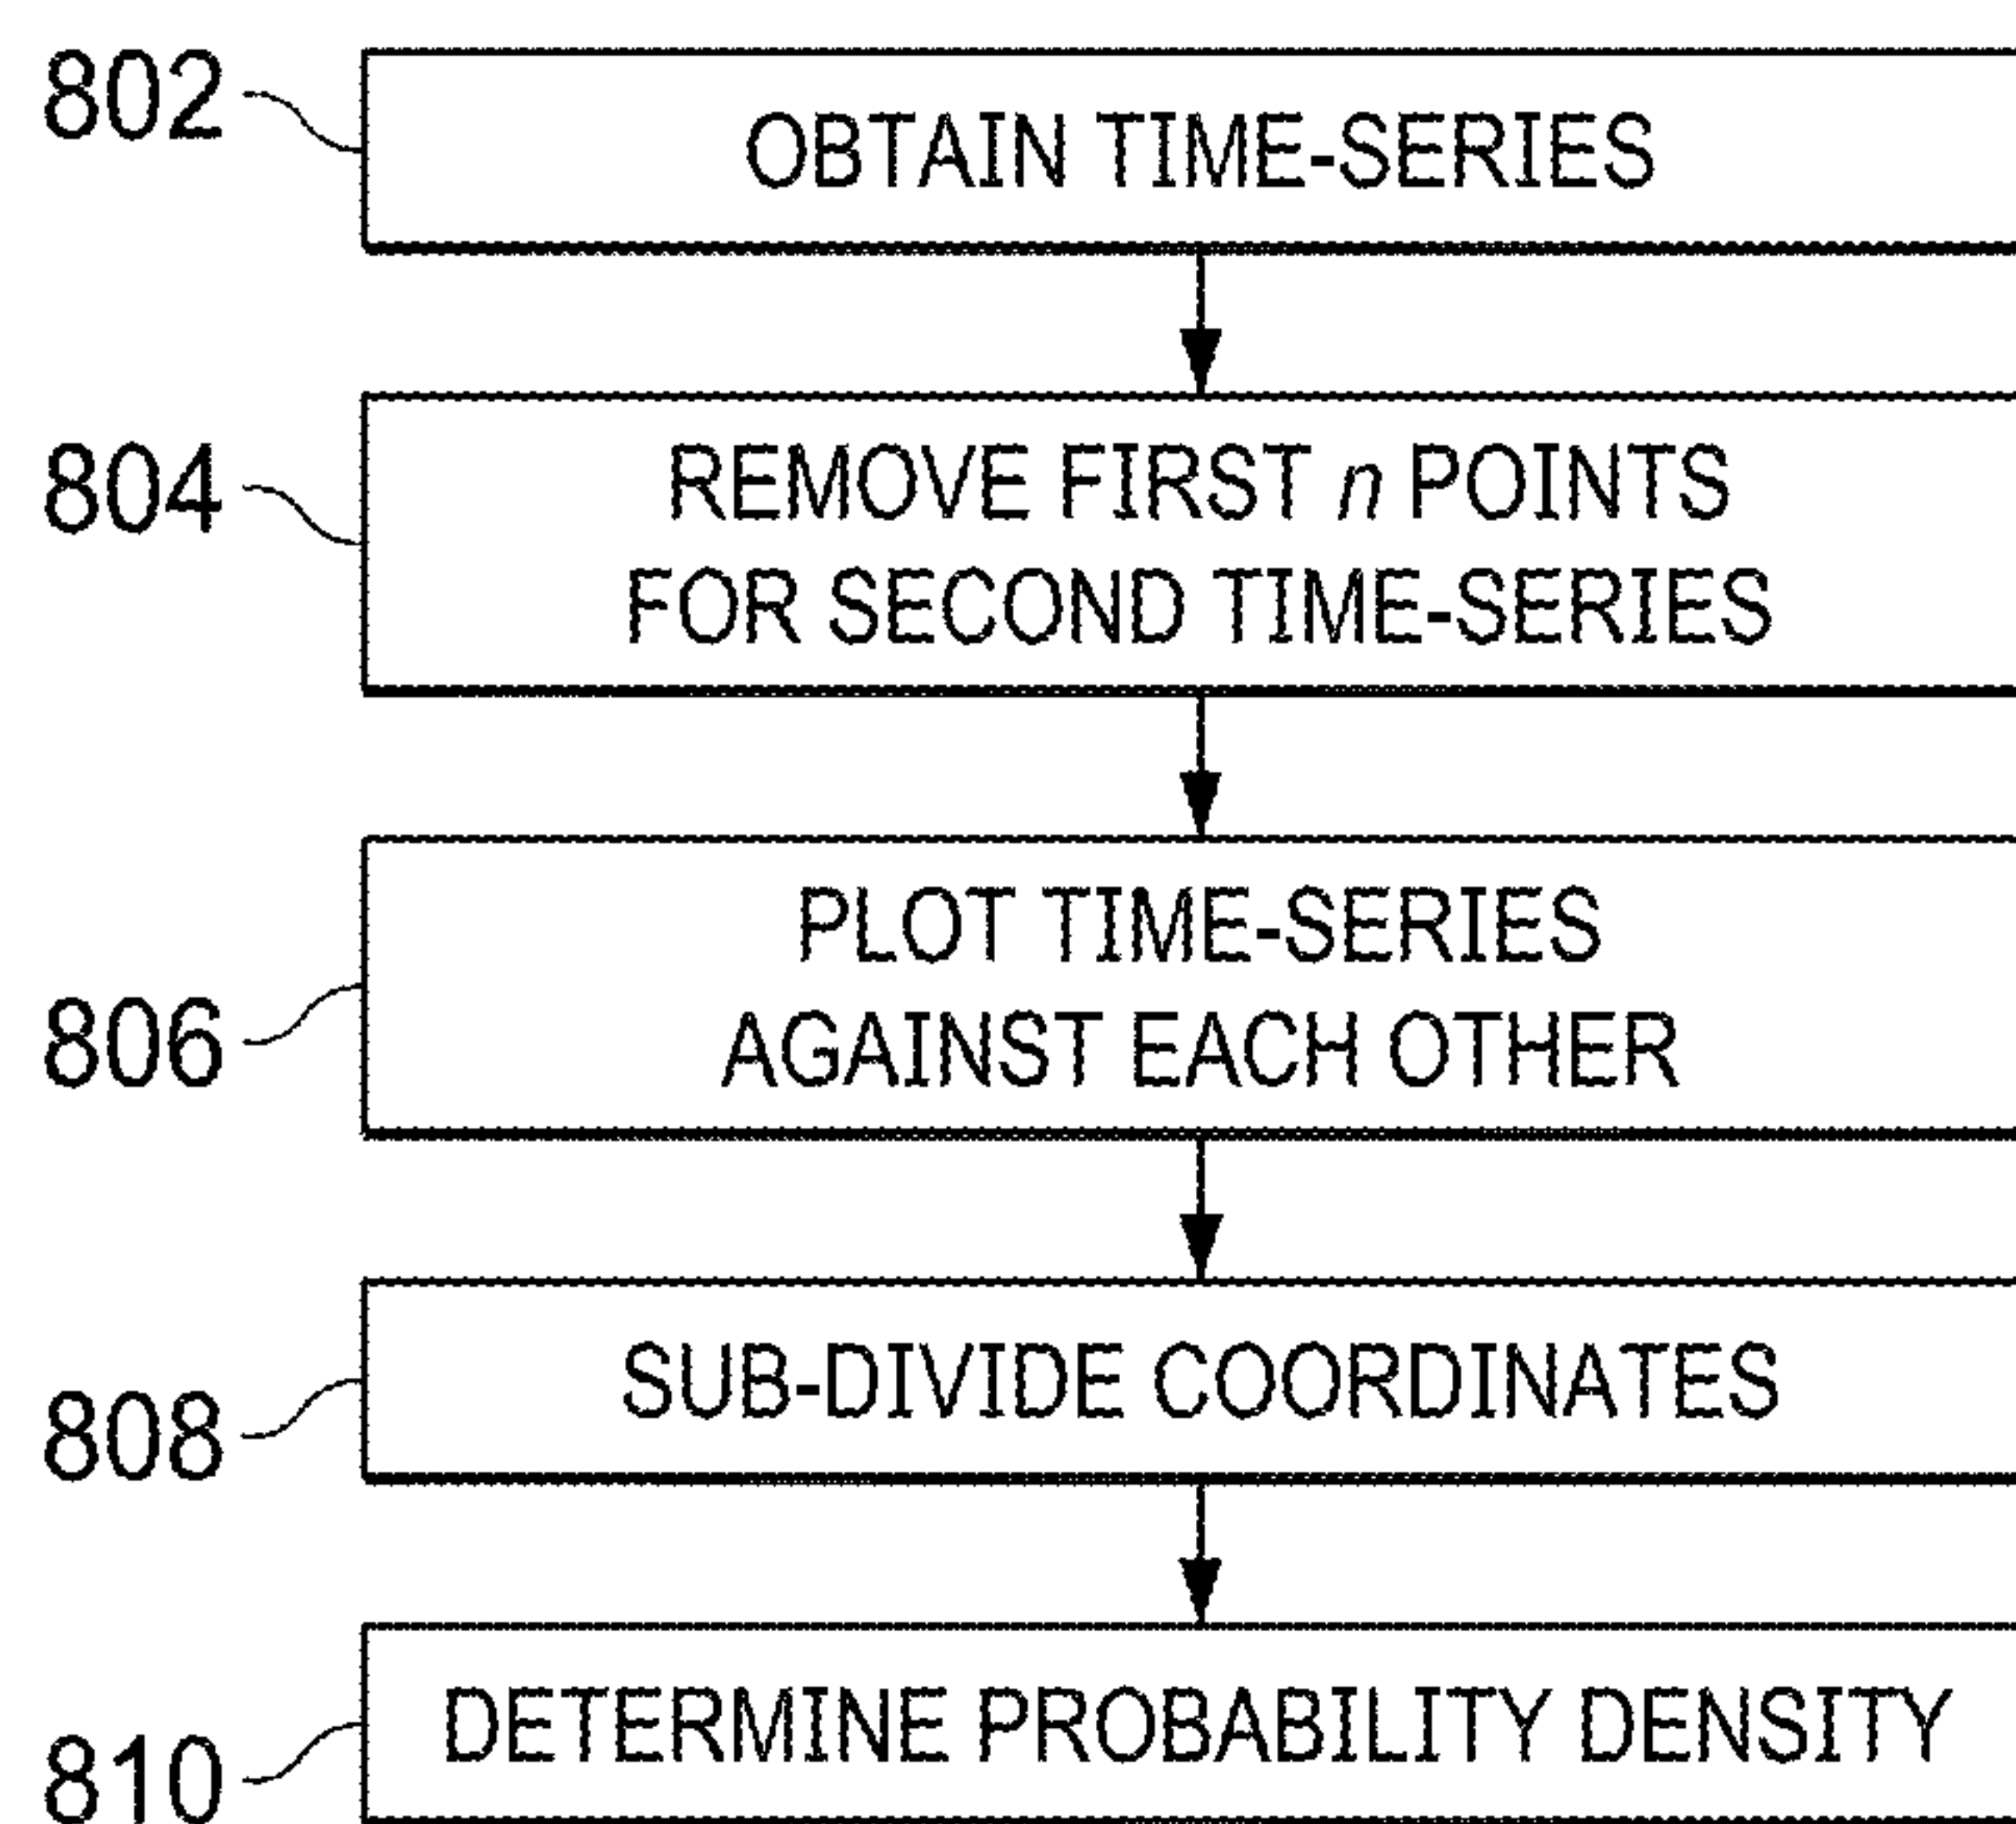 802
OBTAIN TIME-SERIES
804
REMOVE FIRST n POINTS
FOR SECOND TIME-SERIES
PLOT TIME-SERIES
806
AGAINST EACH OTHER
808
SUB-DIVIDE COORDINATES
810
DETERMINE PROBABILITY DENSITY